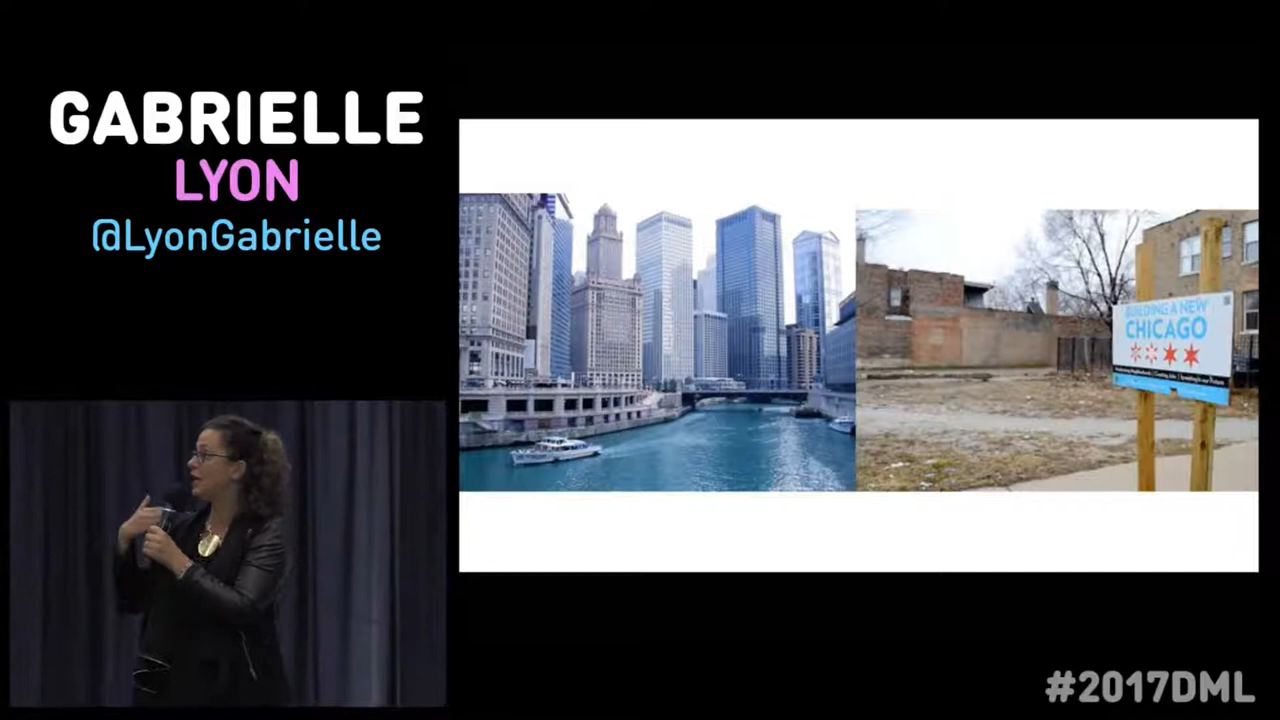 GABRIELLE
LYON
@LyonGabrielle
BUILDING A NEW
CHICAGO
#2017DML